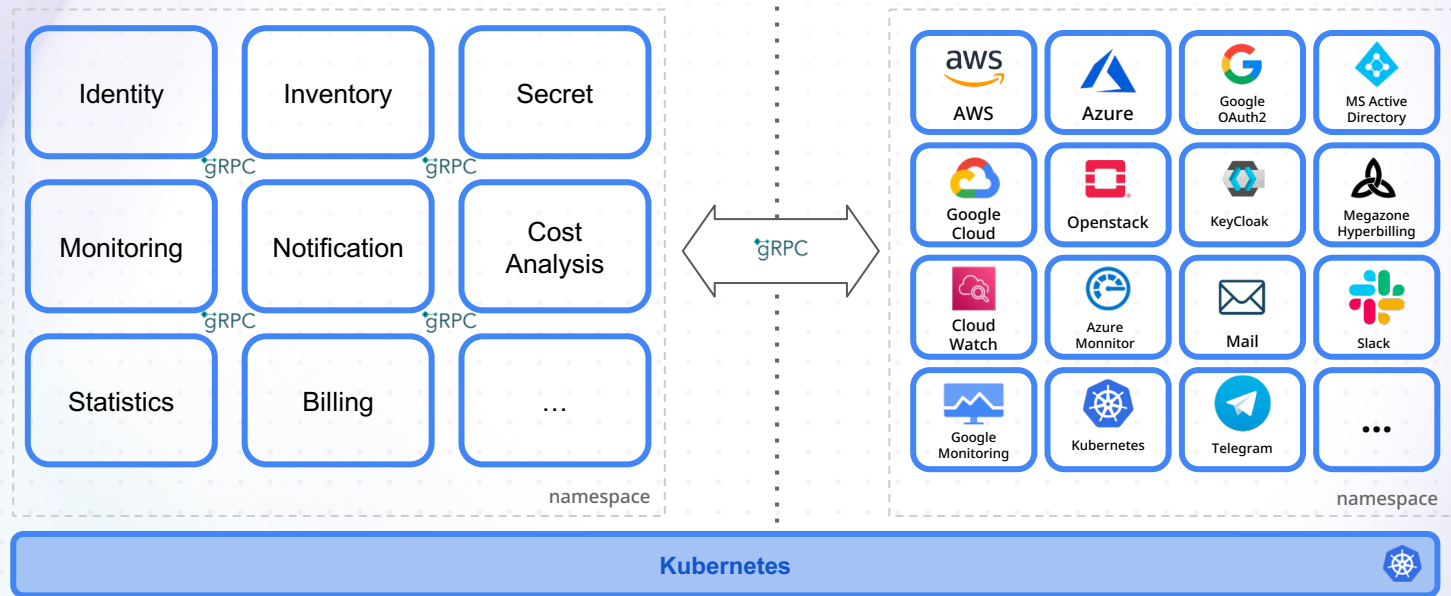 Identity
Inventory
Secret
gRPC
gRPC
Monitoring
Notification
Cost
Analysis
gRPC
gRPC
Statistics
Billing
...
namespace
gRPC
aws
AWS
Azure
Google
OAuth2
MS Active
Directory
Google
Cloud
Openstack
KeyCloak
Megazone
Hyperbilling
Cloud
Watch
Azure
Monnitor
Mail
Slack
Google
Monitoring
Kubernetes
Telegram
...
namespace
Kubernetes